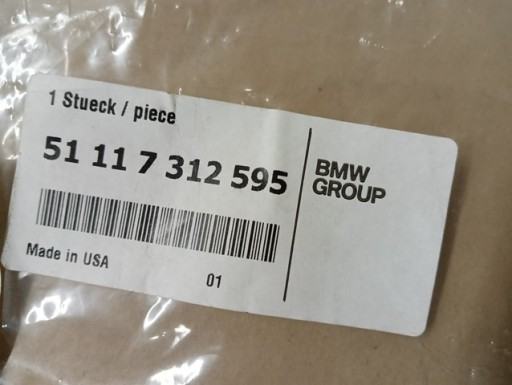 1 Stueck / piece
51 11 7 312 595
Made in USA
01
BMW
GROUP